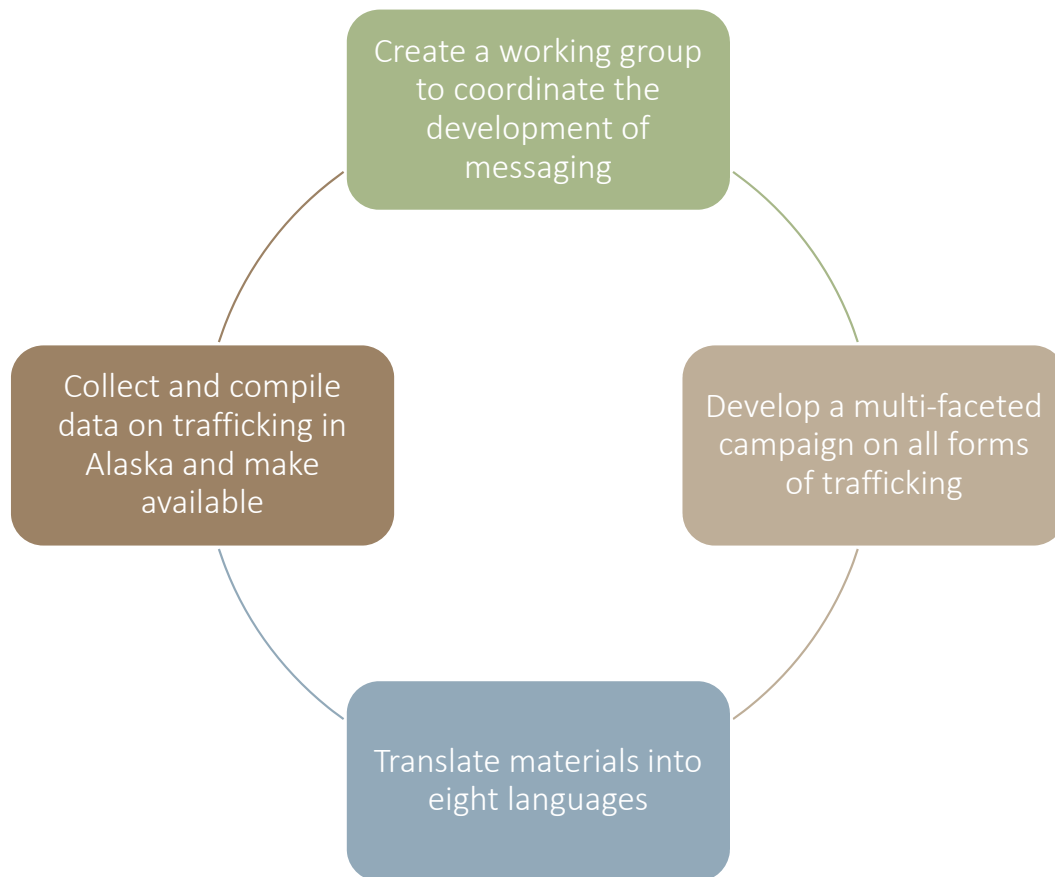 Create a working group
to coordinate the
development of
messaging
Develop a multi-faceted
campaign on all forms
of trafficking
Translate materials into
eight languages
Collect and compile
data on trafficking in
Alaska and make
available